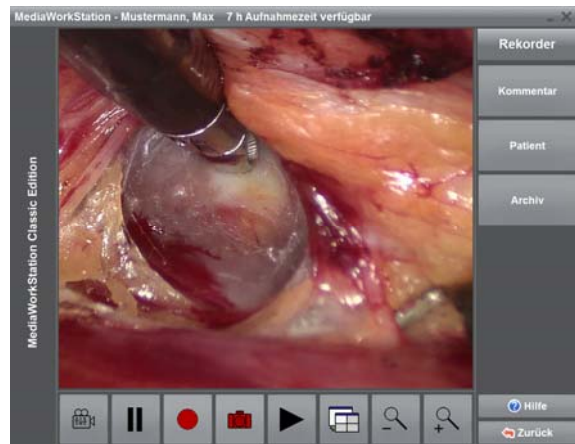 MediaWorkStation - Mustermann, Max 7 h Aufnahmezeit verfügbar
Rekorder
Kommentar
Patient
Archiv
MediaWorkStation Classic Edition
Hilfe
Zurück